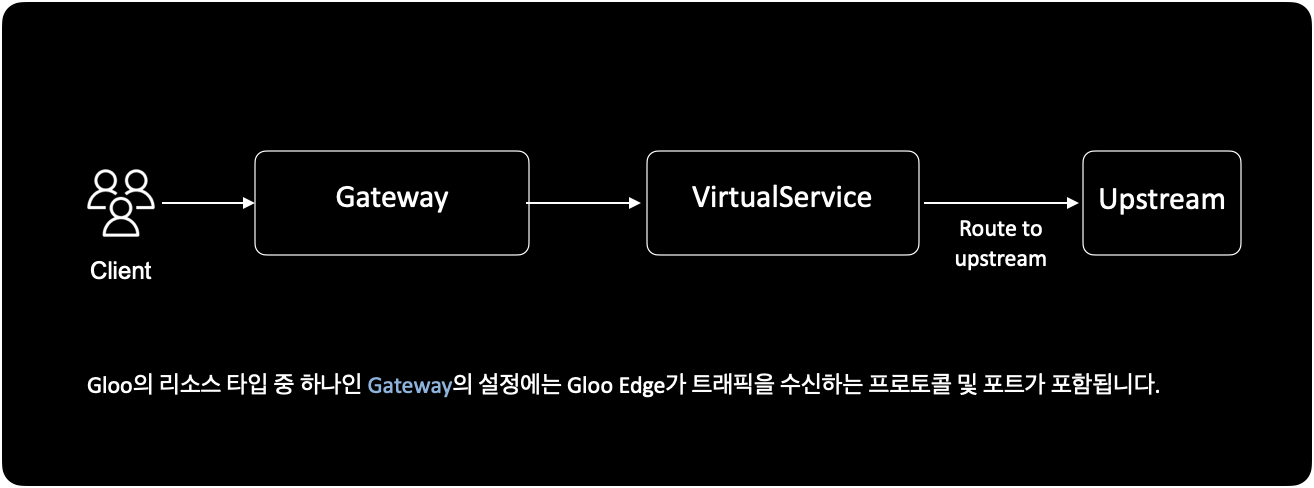 Client
Gateway
VirtualService
Route to
upstream
Upstream
Gloo의 리소스 타입 중 하나인 Gateway의 설정에는 Gloo Edge가 트래픽을 수신하는 프로토콜 및 포트가 포함됩니다.